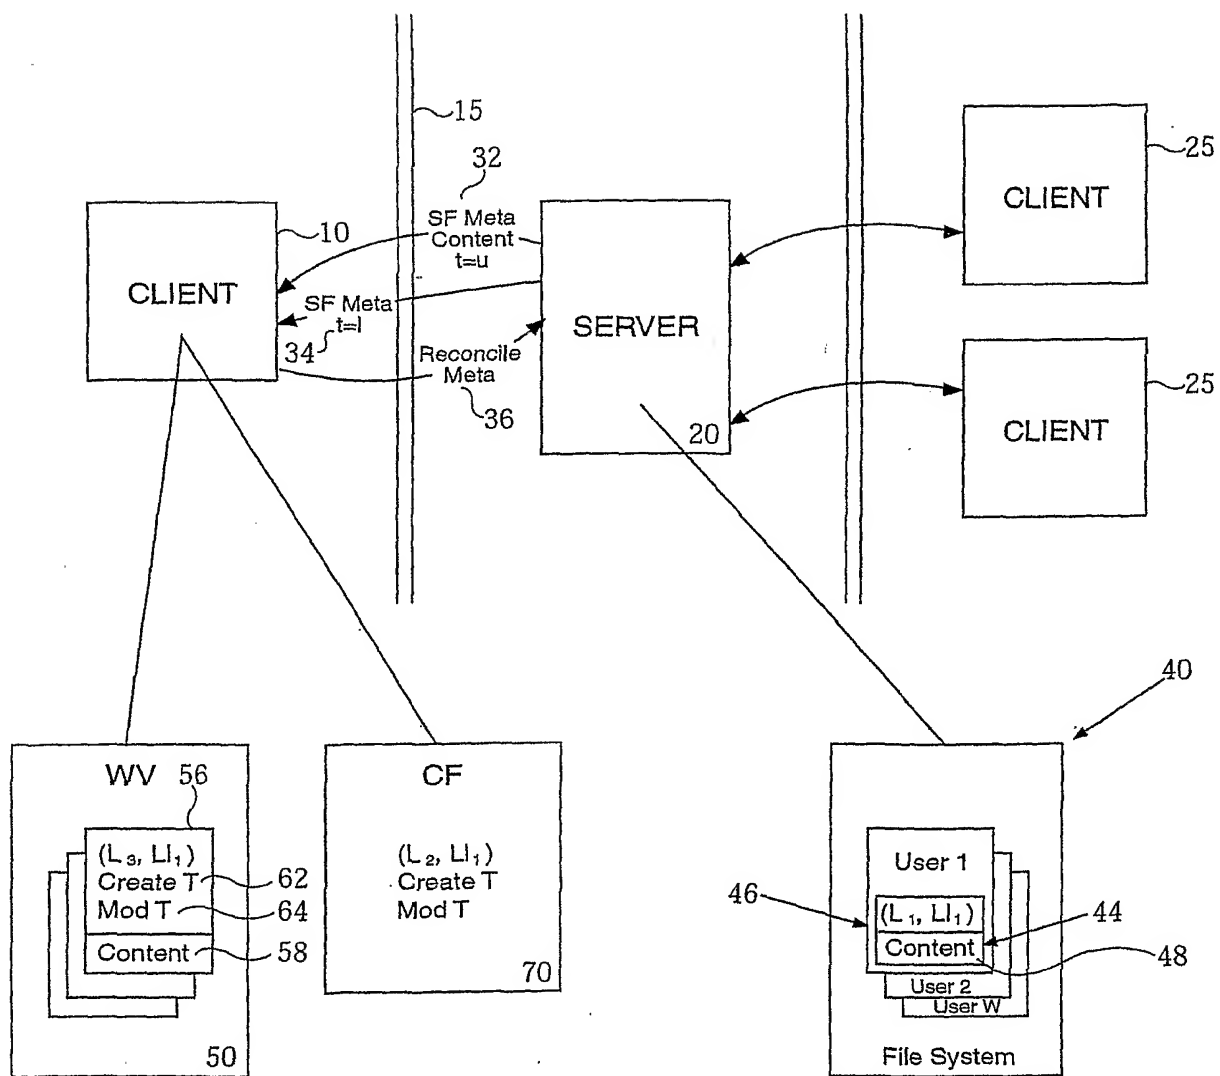 15
32
25
CLIENT
10
SF Meta
Content
t=u
CLIENT
SF Meta
t=l
34
SERVER
Reconcile
Meta
36
20
25
CLIENT
40
WV
56
(L₃, LI₁)
Create T
62
Mod T
64
Content
58
50
CF
(L₂, LI₁)
Create T
Mod T
70
User 1
46
(L₁, LI₁)
44
Content
48
User 2
User W
File System